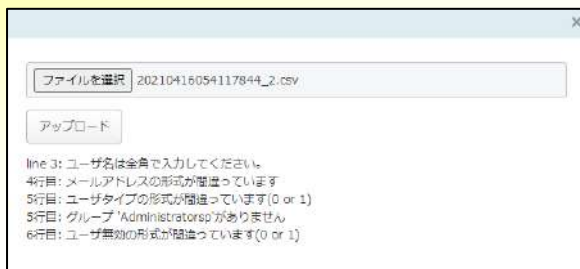 ×
ファイルを選択 20210416054117844_2.csv
アップロード
line 3: ユーザ名は全角で入力してください。
4行目: メールアドレスの形式が間違っています
5行目: ユーザタイプの形式が間違っています(0 or 1)
5行目: グループ 'Administratorsp'がありません
6行目: ユーザ無効の形式が間違っています(0 or 1)